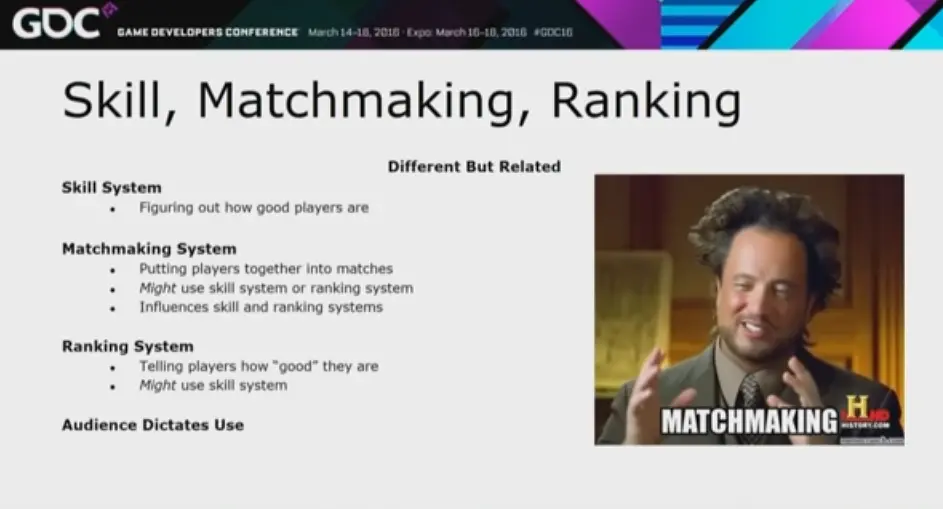 GDC
GAME DEVELOPERS CONFERENCE March 14-18, 2016 · Expo: March 16-18, 2016 #GDC16
Skill, Matchmaking, Ranking
Different But Related
Skill System
• Figuring out how good players are
Matchmaking System
• Putting players together into matches
• Might use skill system or ranking system
• Influences skill and ranking systems
Ranking System
• Telling players how “good” they are
• Might use skill system
Audience Dictates Use
MATCHMAKING
H
HISTORY.COM